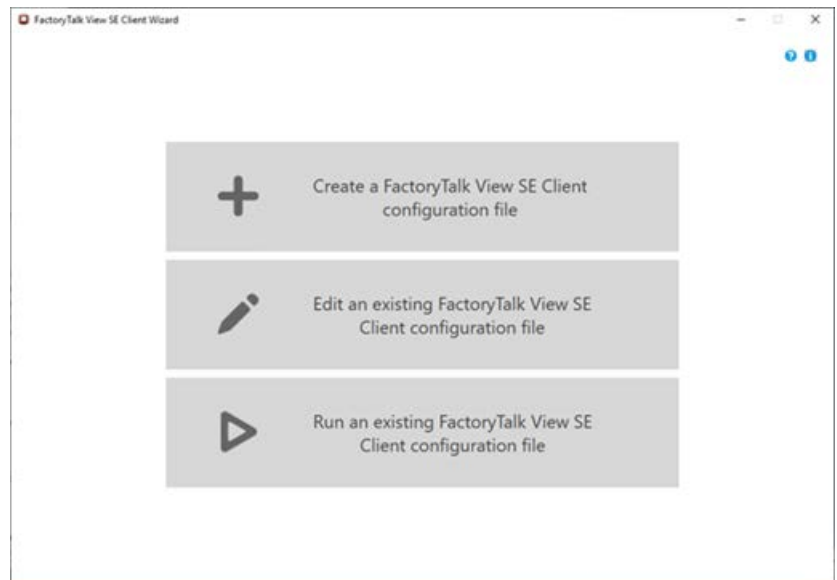 FactoryTalk View SE Client Wizard
Create a FactoryTalk View SE Client
configuration file
Edit an existing FactoryTalk View SE
Client configuration file
Run an existing FactoryTalk View SE
Client configuration file